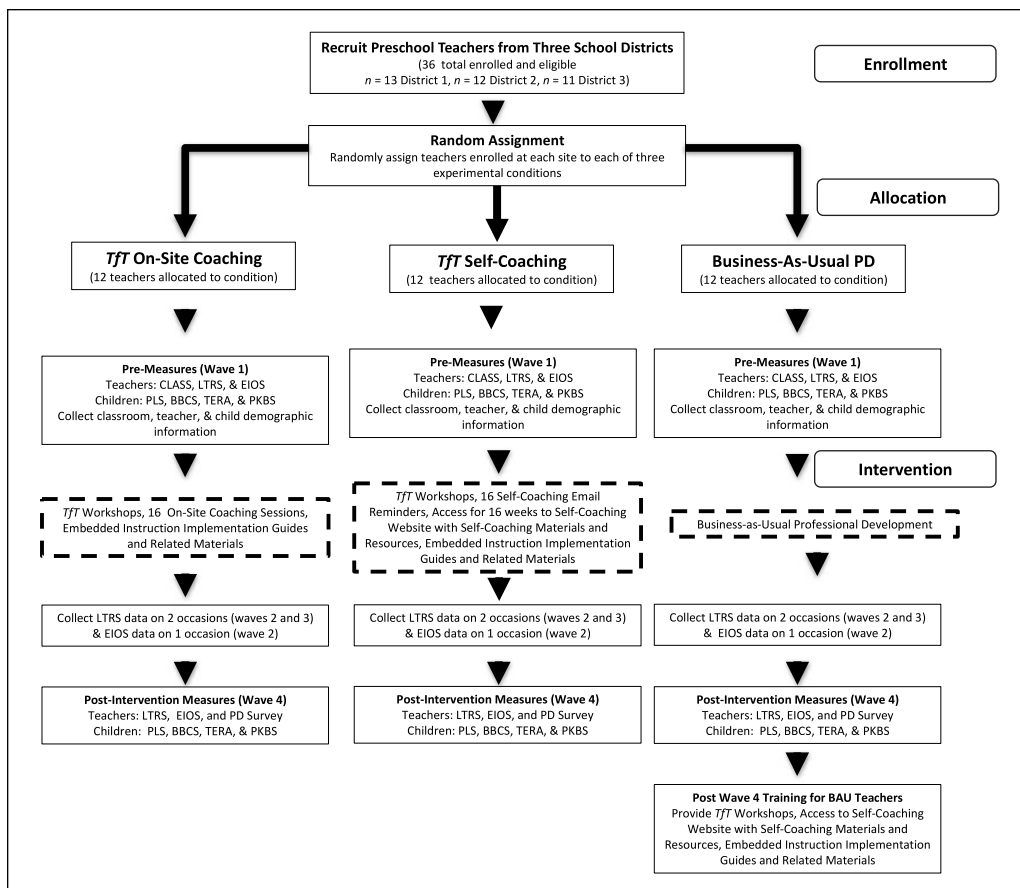 Recruit Preschool Teachers from Three School Districts
(36 total enrolled and eligible
n = 13 District 1, n = 12 District 2, n = 11 District 3)
Enrollment
Random Assignment
Randomly assign teachers enrolled at each site to each of three
experimental conditions
Allocation
TfT On-Site Coaching
(12 teachers allocated to condition)
TfT Self-Coaching
(12 teachers allocated to condition)
Business-As-Usual PD
(12 teachers allocated to condition)
Pre-Measures (Wave 1)
Teachers: CLASS, LTRS, & EIOS
Children: PLS, BBCS, TERA, & PKBS
Collect classroom, teacher, & child demographic
information
Pre-Measures (Wave 1)
Teachers: CLASS, LTRS, & EIOS
Children: PLS, BBCS, TERA, & PKBS
Collect classroom, teacher, & child demographic
information
Pre-Measures (Wave 1)
Teachers: CLASS, LTRS, & EIOS
Children: PLS, BBCS, TERA, & PKBS
Collect classroom, teacher, & child demographic
information
Intervention
TfT Workshops, 16 On-Site Coaching Sessions,
Embedded Instruction Implementation Guides
and Related Materials
TfT Workshops, 16 Self-Coaching Email
Reminders, Access for 16 weeks to Self-Coaching
Website with Self-Coaching Materials and
Resources, Embedded Instruction Implementation
Guides and Related Materials
Business-as-Usual Professional Development
Collect LTRS data on 2 occasions (waves 2 and 3)
& EIOS data on 1 occasion (wave 2)
Collect LTRS data on 2 occasions (waves 2 and 3)
& EIOS data on 1 occasion (wave 2)
Collect LTRS data on 2 occasions (waves 2 and 3)
& EIOS data on 1 occasion (wave 2)
Post-Intervention Measures (Wave 4)
Teachers: LTRS, EIOS, and PD Survey
Children: PLS, BBCS, TERA, & PKBS
Post-Intervention Measures (Wave 4)
Teachers: LTRS, EIOS, and PD Survey
Children: PLS, BBCS, TERA, & PKBS
Post-Intervention Measures (Wave 4)
Teachers: LTRS, EIOS, and PD Survey
Children: PLS, BBCS, TERA, & PKBS
Post Wave 4 Training for BAU Teachers
Provide TfT Workshops, Access to Self-Coaching
Website with Self-Coaching Materials and
Resources, Embedded Instruction Implementation
Guides and Related Materials